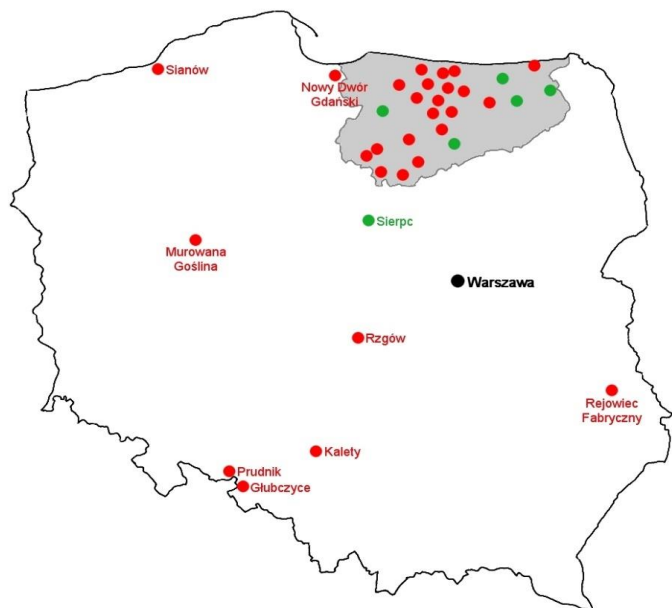 Sianów
Nowy Dwór
Gdański
Sierpc
Murowana
Goślina
Warszawa
Rzgów
Rejowiec
Fabryczny
Kalety
Prudnik
Głubczyce